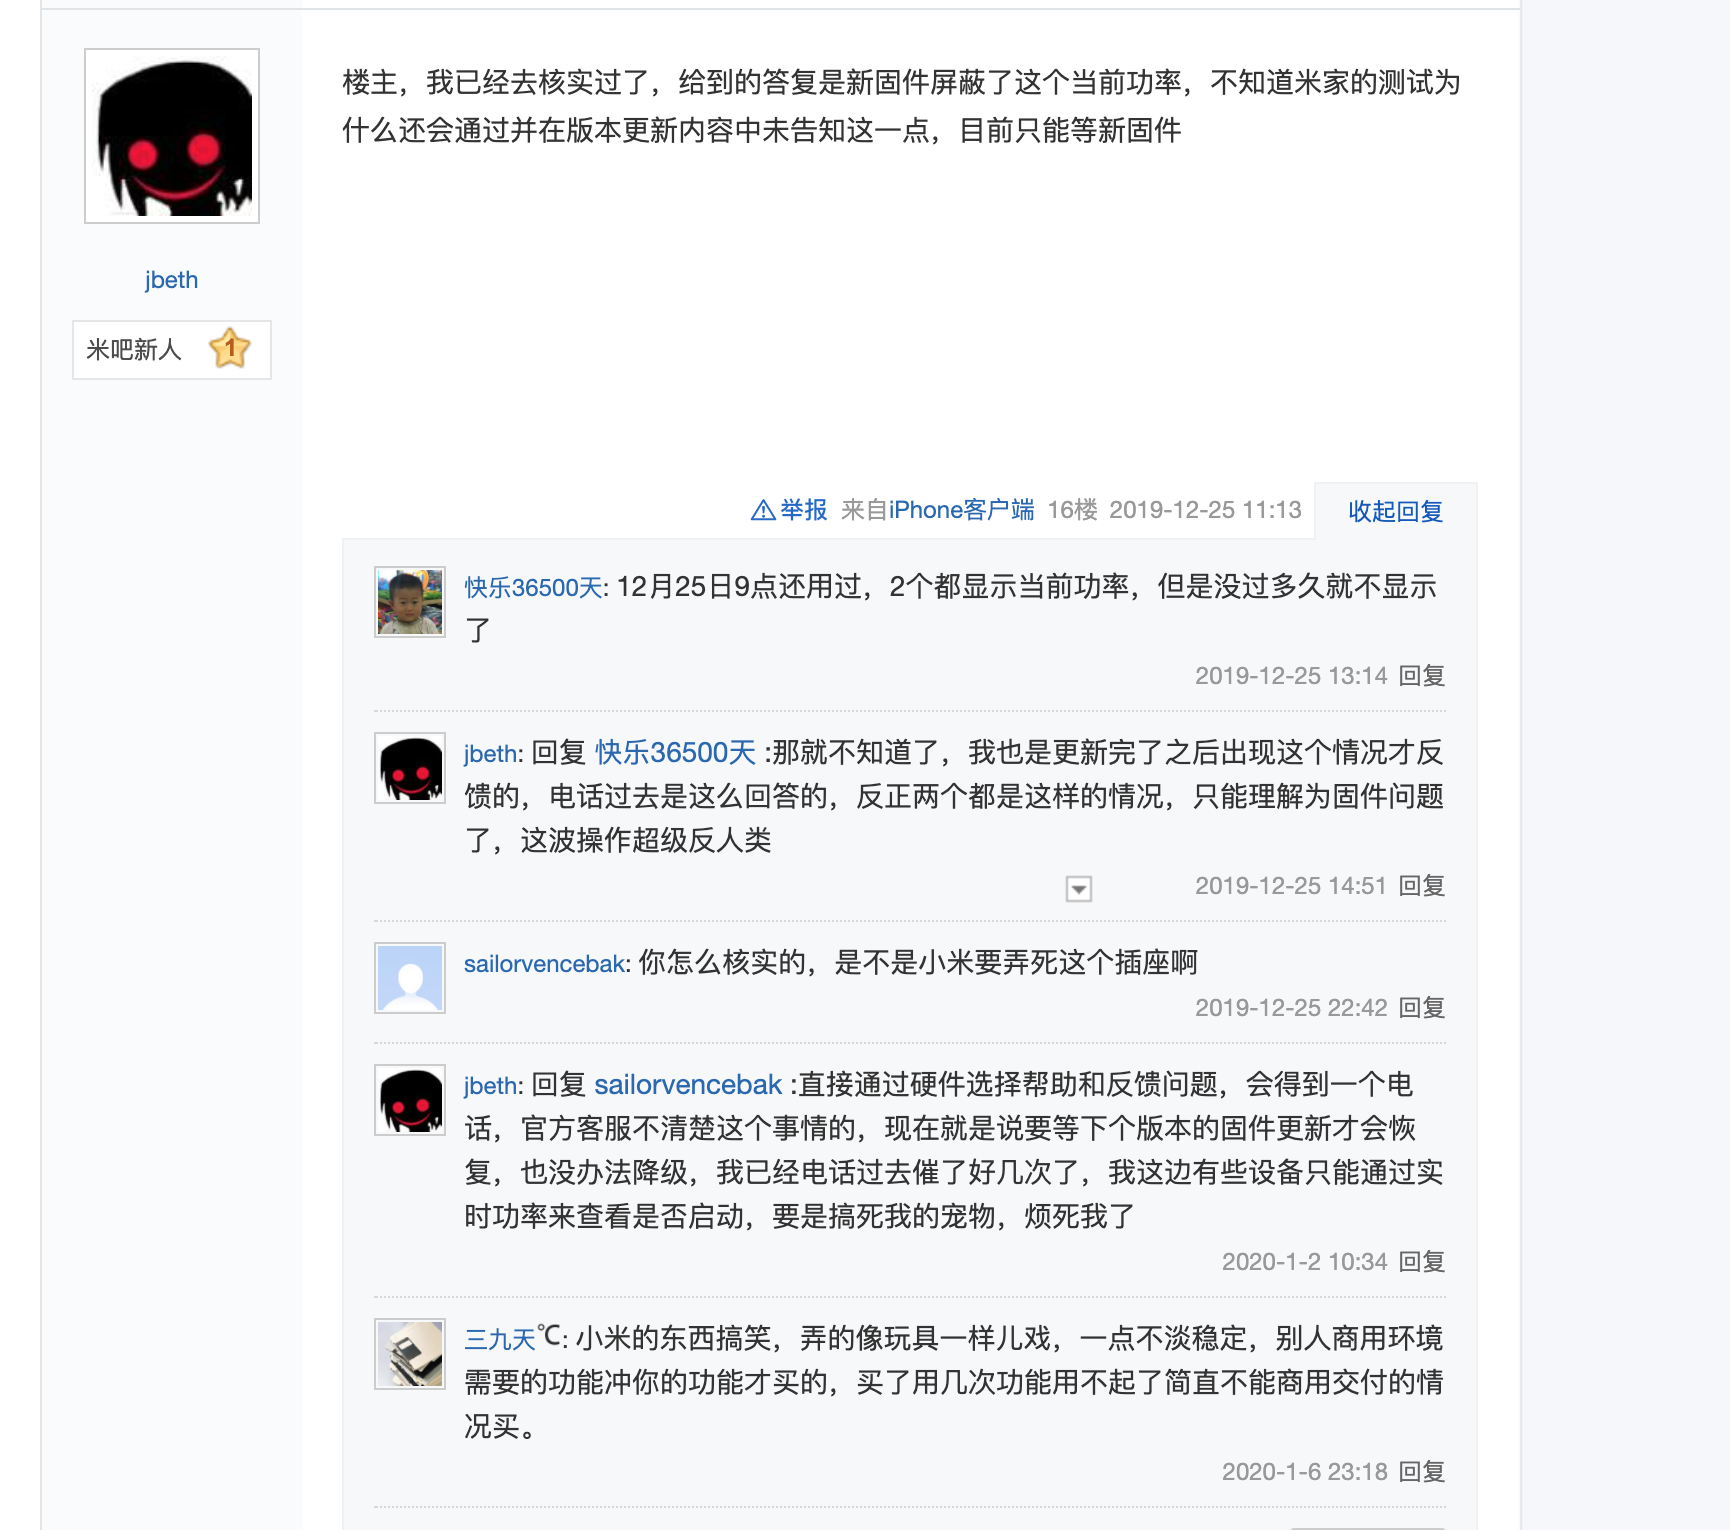 楼主，我已经去核实过了，给到的答复是新固件屏蔽了这个当前功率，不知道米家的测试为
什么还会通过并在版本更新内容中未告知这一点，目前只能等新固件
jbeth
米吧新人 1
举报 来自iPhone客户端 16楼 2019-12-25 11:13 收起回复
快乐36500天: 12月25日9点还用过，2个都显示当前功率，但是没过多久就不显示
了
2019-12-25 13:14 回复
jbeth: 回复 快乐36500天 :那就不知道了，我也是更新完了之后出现这个情况才反
馈的，电话过去是这么回答的，反正两个都是这样的情况，只能理解为固件问题
了，这波操作超级反人类
2019-12-25 14:51 回复
sailorvencebak: 你怎么核实的，是不是小米要弄死这个插座啊
2019-12-25 22:42 回复
jbeth: 回复 sailorvencebak :直接通过硬件选择帮助和反馈问题，会得到一个电
话，官方客服不清楚这个事情的，现在就是说要等下个版本的固件更新才会恢
复，也没办法降级，我已经电话过去催了好几次了，我这边有些设备只能通过实
时功率来查看是否启动，要是搞死我的宠物，烦死我了
2020-1-2 10:34 回复
三九天℃: 小米的东西搞笑，弄的像玩具一样儿戏，一点不淡稳定，别人商用环境
需要的功能冲你的功能才买的，买了用几次功能用不起了简直不能商用交付的情
况买。
2020-1-6 23:18 回复